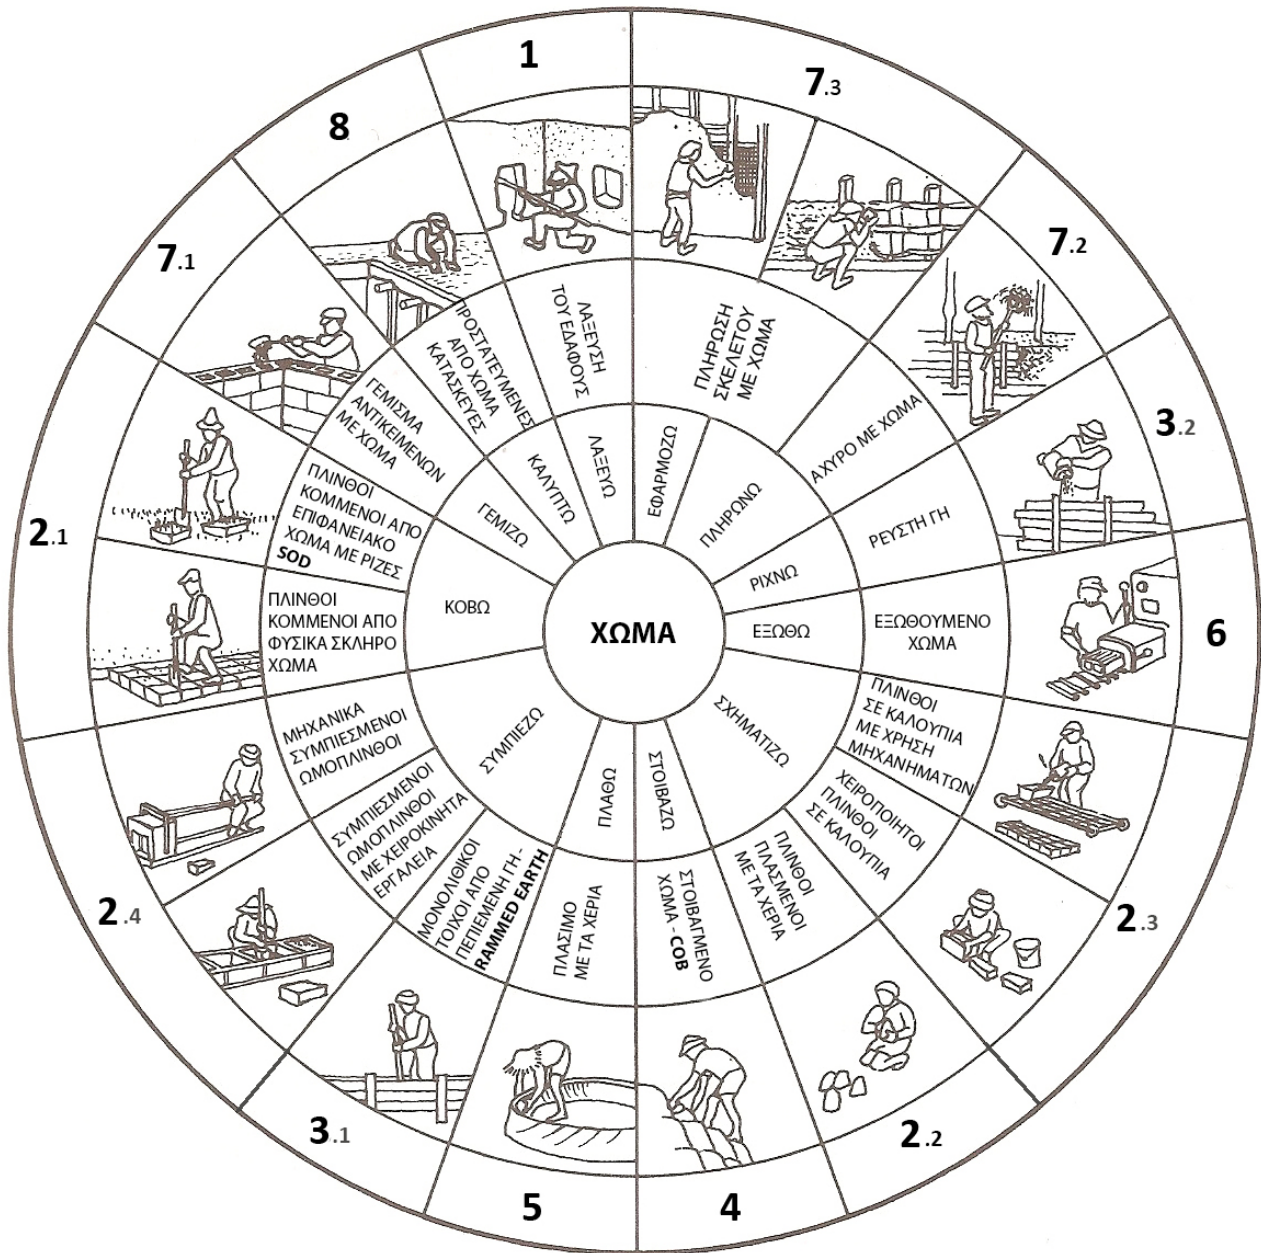 1
7.3
7.2
3.2
6
2.3
2.2
4
5
3.1
2.4
2.1
7.1
8
ΛΑΞΕΥΣΗ
ΤΟΥ ΕΔΑΦΟΥΣ
ΠΛΗΡΩΣΗ
ΣΚΕΛΕΤΟΥ
ΜΕ ΧΩΜΑ
ΑΧΥΡΟ ΜΕ ΧΩΜΑ
ΡΕΥΣΤΗ ΓΗ
ΕΞΩΘΟΥΜΕΝΟ
ΧΩΜΑ
ΠΛΙΝΘΟΙ
ΣΕ ΚΑΛΟΥΠΙΑ
ΜΕ ΧΡΗΣΗ
ΜΗΧΑΝΗΜΑΤΩΝ
ΧΕΙΡΟΠΟΙΗΤΟΙ
ΠΛΙΝΘΟΙ
ΣΕ ΚΑΛΟΥΠΙΑ
ΠΛΙΝΘΟΙ
ΠΛΑΣΜΕΝΟΙ
ΜΕ ΤΑ ΧΕΡΙΑ
ΣΤΟΙΒΑΓΜΕΝΟ
ΧΩΜΑ - COB
ΠΛΑΣΙΜΟ
ΜΕ ΤΑ ΧΕΡΙΑ
ΜΟΝΟΛΙΘΙΚΟΙ
ΤΟΙΧΟΙ ΑΠΟ
ΠΕΠΙΕΜΕΝΗ ΓΗ -
RAMMED EARTH
ΣΥΜΠΙΕΣΜΕΝΟΙ
ΩΜΟΠΛΙΝΘΟΙ
ΜΕ ΧΕΙΡΟΚΙΝΗΤΑ
ΕΡΓΑΛΕΙΑ
ΜΗΧΑΝΙΚΑ
ΣΥΜΠΙΕΣΜΕΝΟΙ
ΩΜΟΠΛΙΝΘΟΙ
ΠΛΙΝΘΟΙ
ΚΟΜΜΕΝΟΙ ΑΠΟ
ΦΥΣΙΚΑ ΣΚΛΗΡΟ
ΧΩΜΑ
ΠΛΙΝΘΟΙ
ΚΟΜΜΕΝΟΙ ΑΠΟ
ΕΠΙΦΑΝΕΙΑΚΟ
ΧΩΜΑ ΜΕ ΡΙΖΕΣ
SOD
ΓΕΜΙΣΜΑ
ΑΝΤΙΚΕΙΜΕΝΩΝ
ΜΕ ΧΩΜΑ
ΠΡΟΣΤΑΤΕΥΜΕΝΕΣ
ΑΠΟ ΧΩΜΑ
ΚΑΤΑΣΚΕΥΕΣ
ΛΑΞΕΥΩ
ΕΦΑΡΜΟΖΩ
ΠΛΗΡΩΝΩ
ΡΙΧΝΩ
ΕΞΩΘΩ
ΣΧΗΜΑΤΙΖΩ
ΣΤΟΙΒΑΖΩ
ΠΛΑΘΩ
ΣΥΜΠΙΕΖΩ
ΚΟΒΩ
ΓΕΜΙΖΩ
ΚΑΛΥΠΤΩ
ΧΩΜΑ